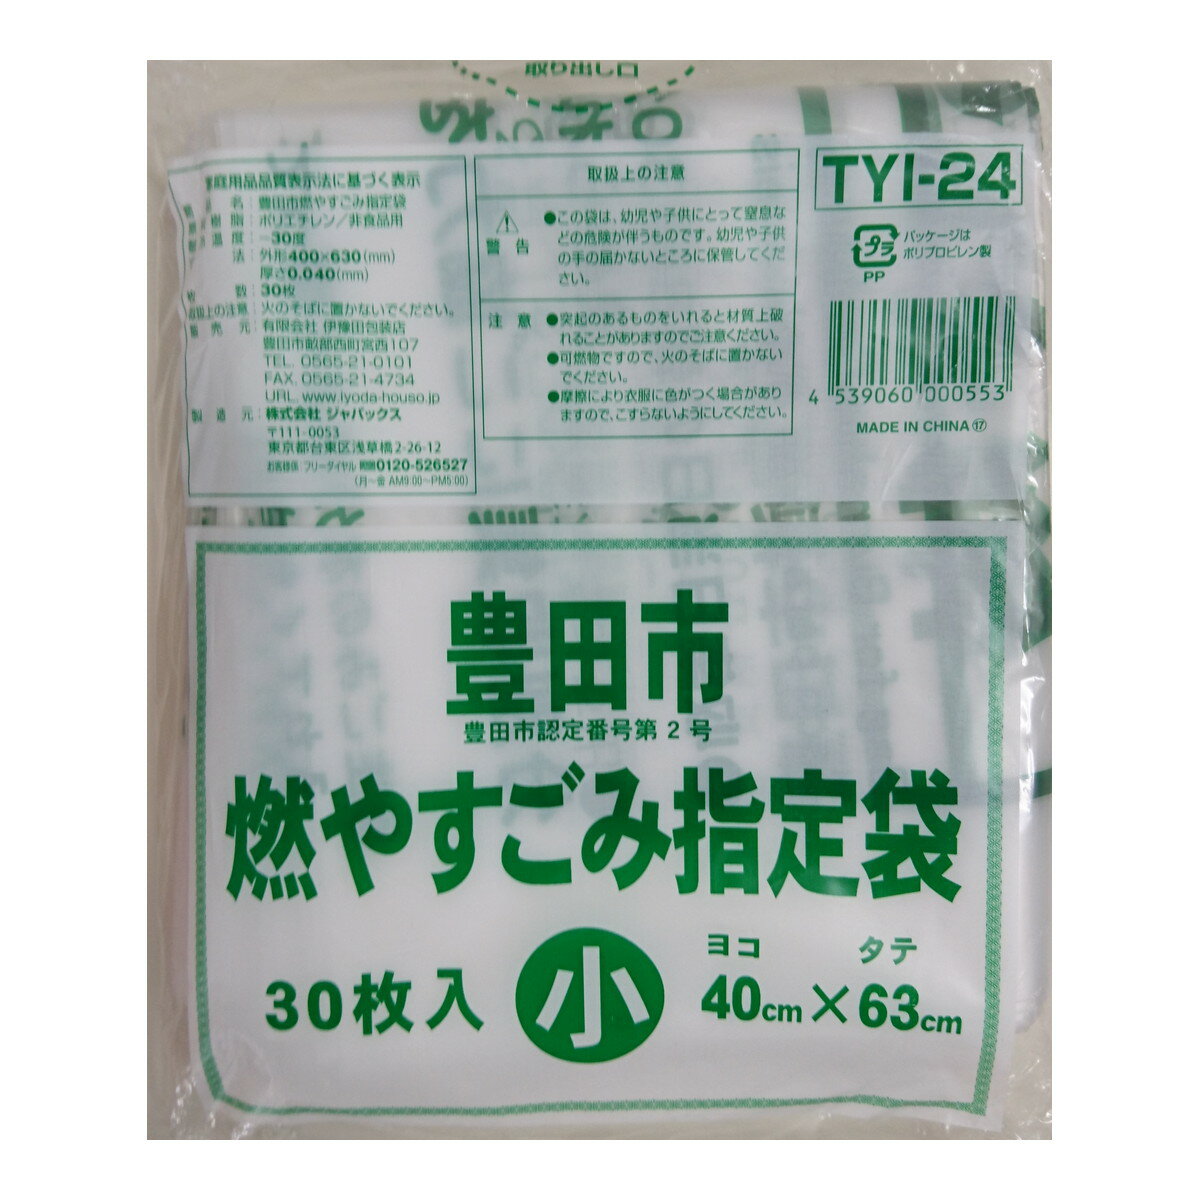 取り出し口
家庭用品品質表示法に基づく表示
名：豊田市燃やすごみ指定袋
樹脂：ポリエチレン／非食品用
温度：－30度
法：外形400×630(mm)
厚さ0.040(mm)
枚数：30枚
取扱上の注意：火のそばに置かないでください。
販売元：有限会社 伊豫田包装店
豊田市畝部西町宮西107
TEL. 0565-21-0101
FAX. 0565-21-4734
URL. www.iyoda-houso.jp
製造元：株式会社 ジャパックス
〒111-0053
東京都台東区浅草橋2-26-12
お客様係：フリーダイヤル 0120-526527
(月～金 AM9:00～PM5:00)
取扱上の注意
警告
●この袋は、幼児や子供にとって窒息な
どの危険が伴うものです。幼児や子供
の手の届かないところに保管してくだ
さい。
注意
●突起のあるものをいれると材質上破
れることがありますのでご注意ください。
●可燃物ですので、火のそばに置かない
でください。
●摩擦により衣服に色がつく場合があり
ますので、こすらないようにしてください。
TYI-24
プラ
PP
パッケージは
ポリプロピレン製
4 539060 000553
MADE IN CHINA⑰
豊田市
豊田市認定番号第2号
燃やすごみ指定袋
30枚入 小 ヨコ 40cm×タテ 63cm